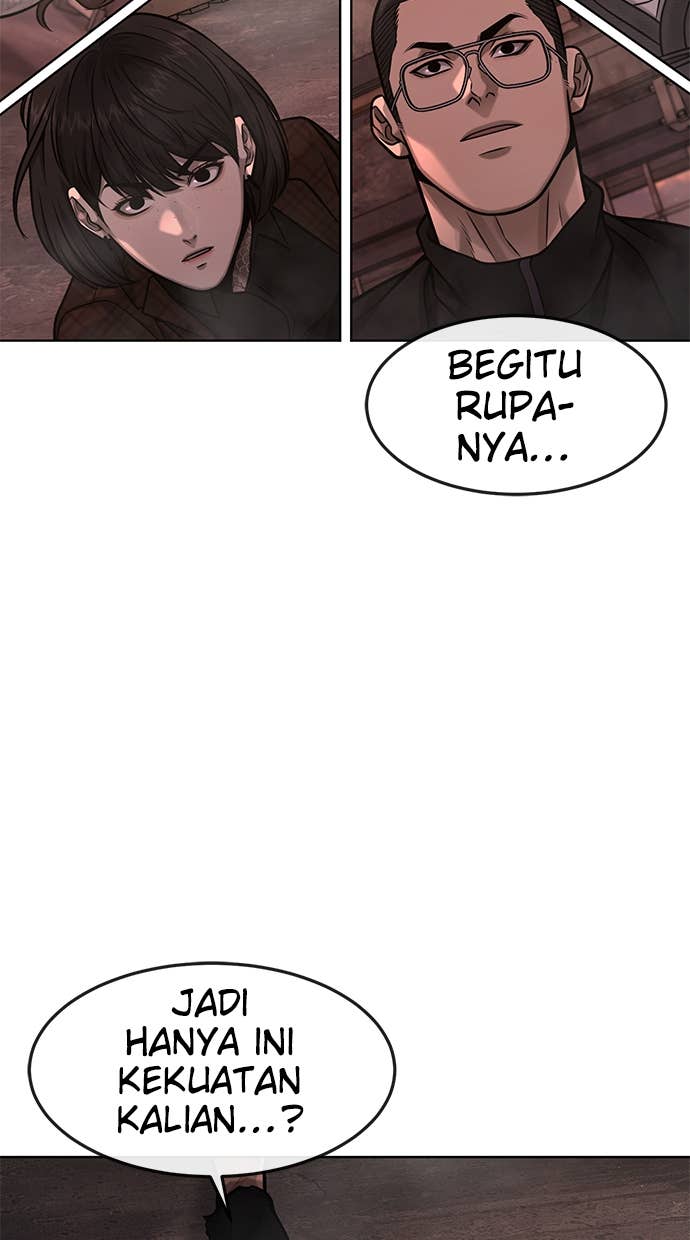 BEGITU
RUPA-
NYA...
JADI
HANYA INI
KEKUATAN
KALIAN...?